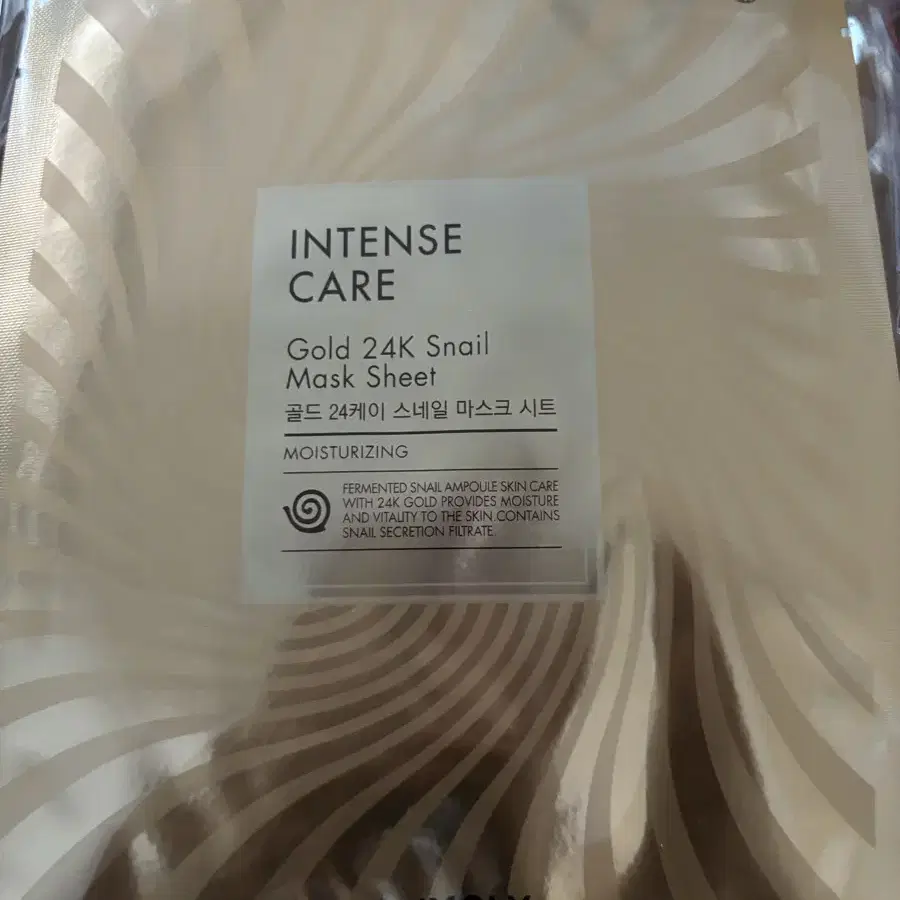 INTENSE
CARE
Gold 24K Snail
Mask Sheet
골드 24케이 스네일 마스크 시트
MOISTURIZING
FERMENTED SNAIL AMPOULE SKIN CARE
WITH 24K GOLD PROVIDES MOISTURE
AND VITALITY TO THE SKIN.CONTAINS
SNAIL SECRETION FILTRATE.